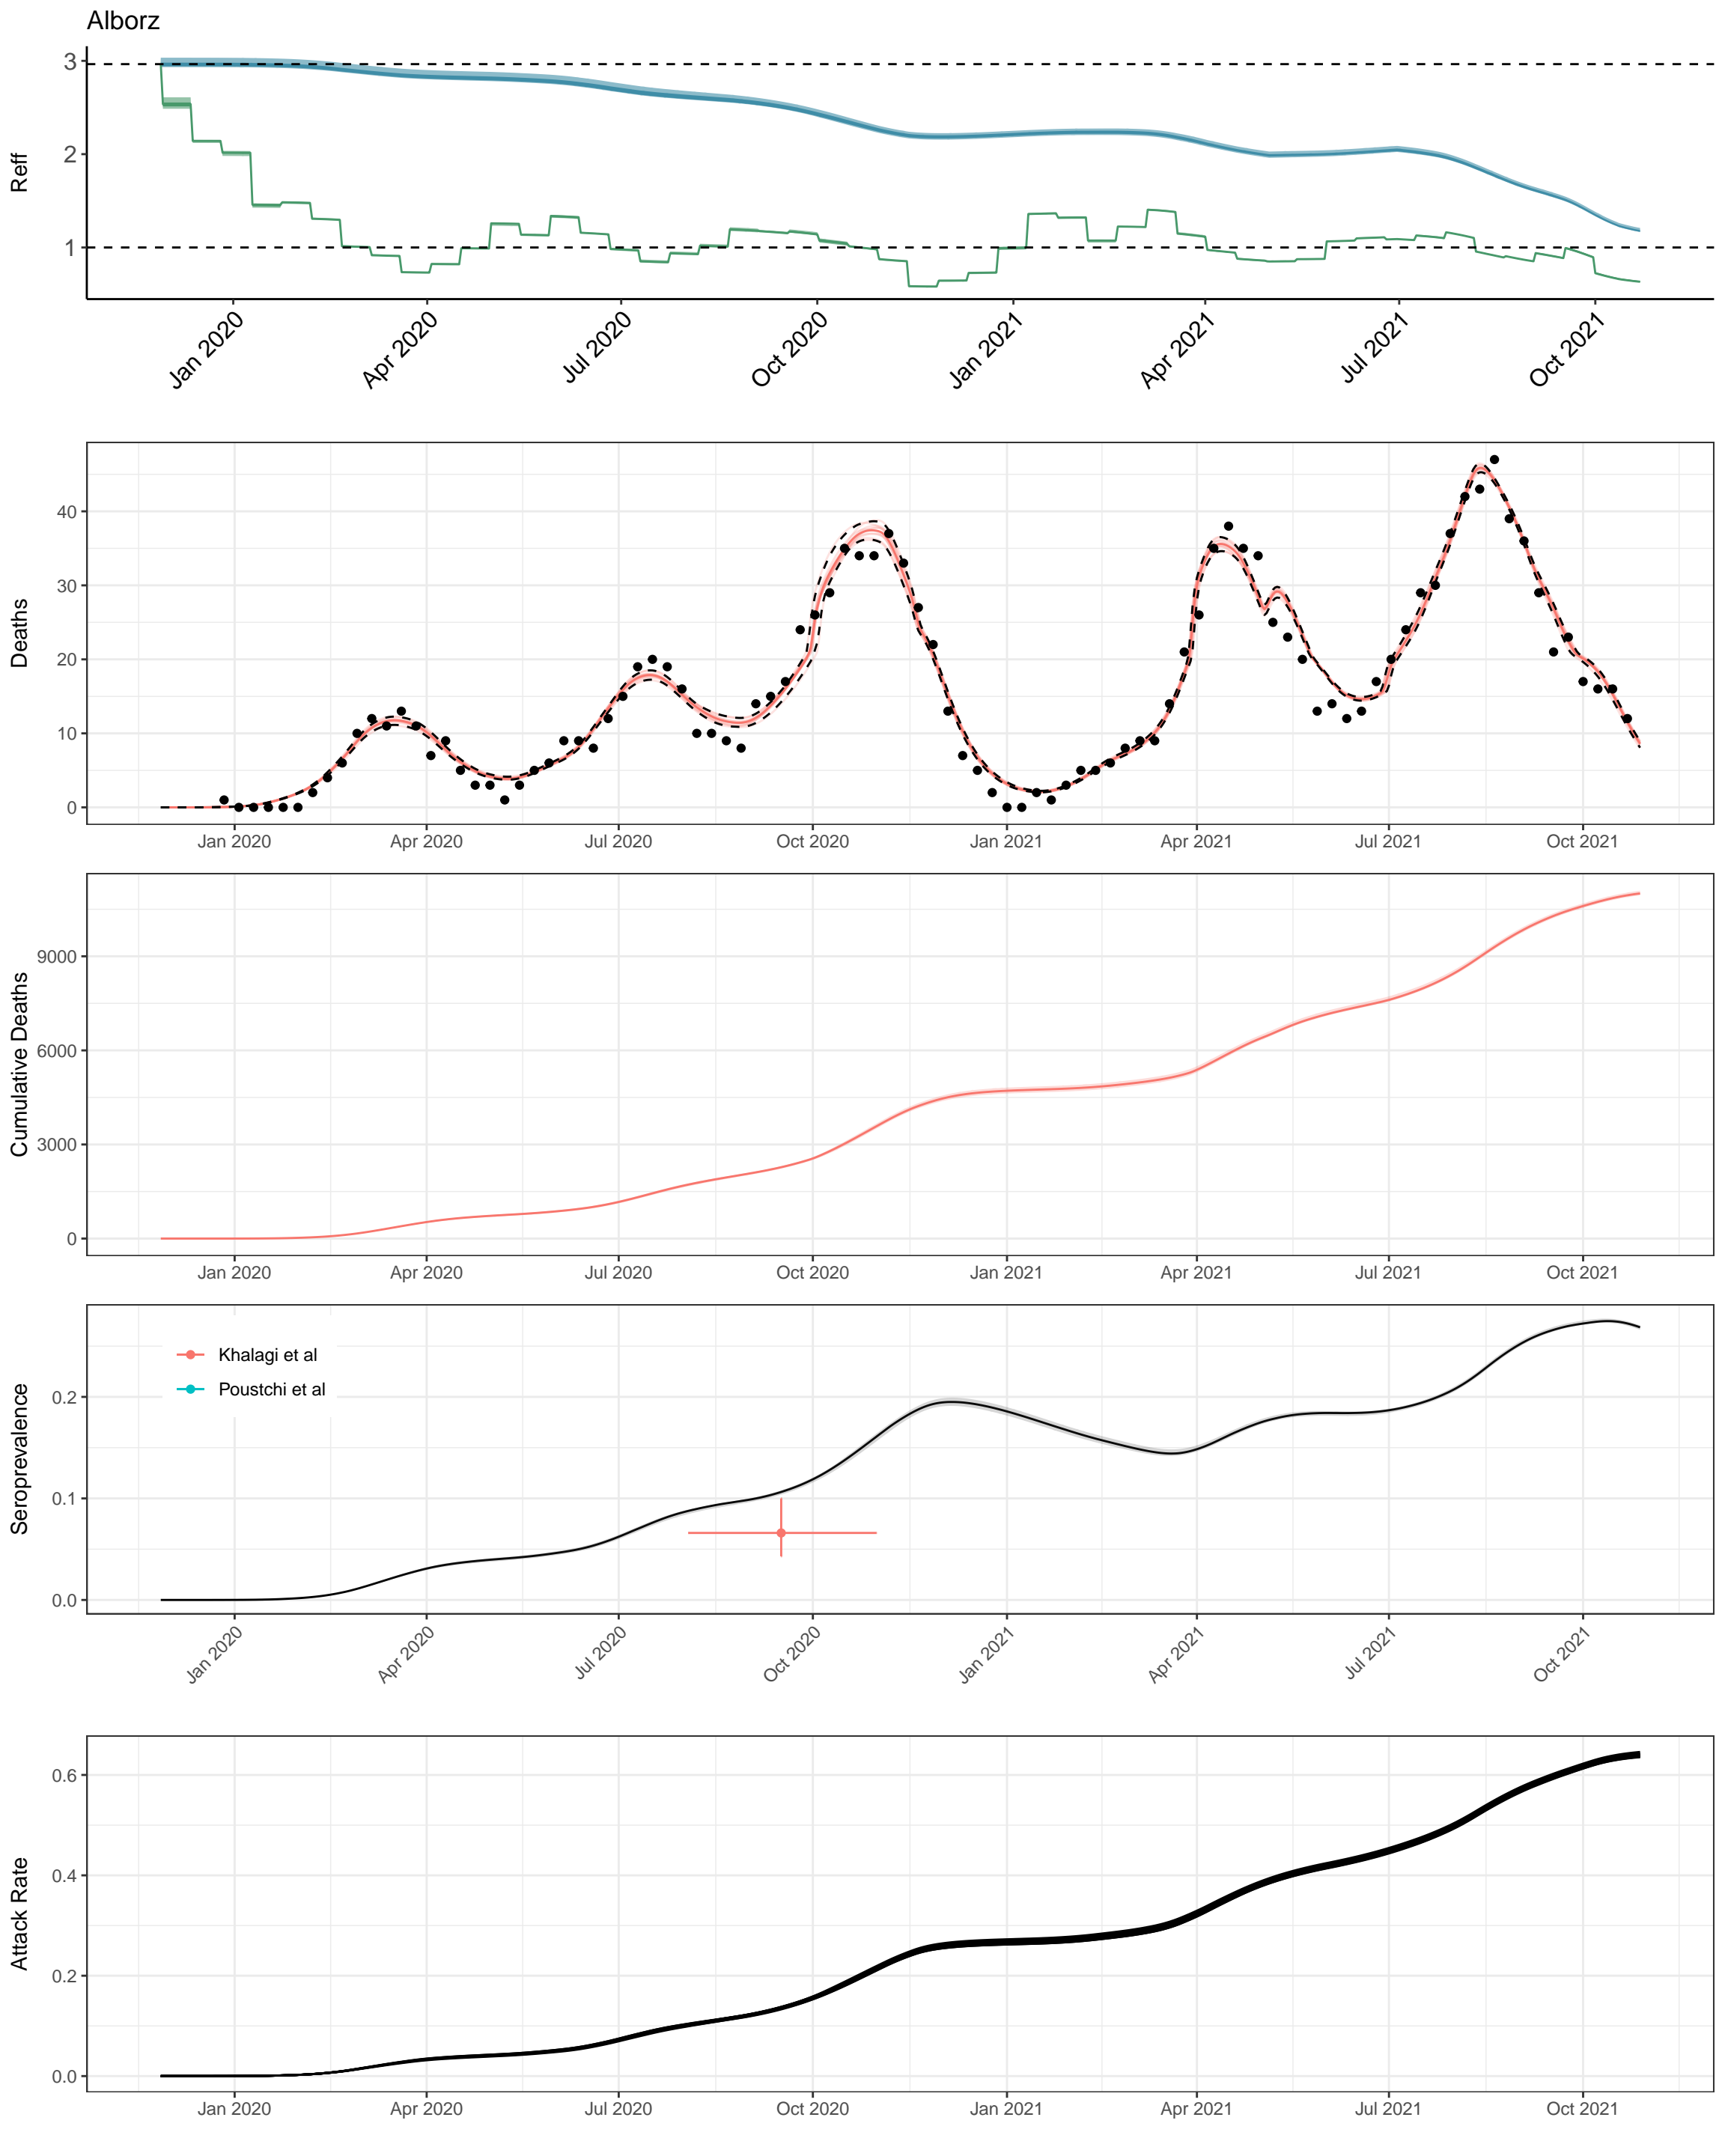 Alborz
Reff
3
2
1
Jan 2020 Apr 2020 Jul 2020 Oct 2020 Jan 2021 Apr 2021 Jul 2021 Oct 2021
Deaths
40
30
20
10
0
Jan 2020 Apr 2020 Jul 2020 Oct 2020 Jan 2021 Apr 2021 Jul 2021 Oct 2021
Cumulative Deaths
9000
6000
3000
0
Jan 2020 Apr 2020 Jul 2020 Oct 2020 Jan 2021 Apr 2021 Jul 2021 Oct 2021
Seroprevalence
Khalagi et al
Poustchi et al
0.2
0.1
0.0
Jan 2020 Apr 2020 Jul 2020 Oct 2020 Jan 2021 Apr 2021 Jul 2021 Oct 2021
Attack Rate
0.6
0.4
0.2
0.0
Jan 2020 Apr 2020 Jul 2020 Oct 2020 Jan 2021 Apr 2021 Jul 2021 Oct 2021